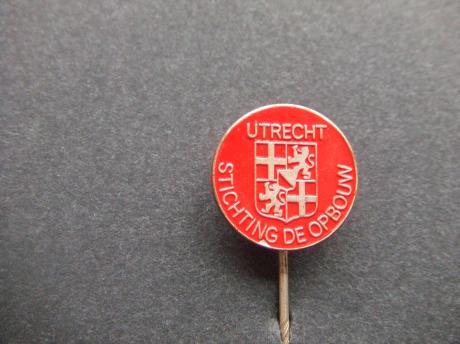 UTRECHT
STICHTING DE OPBOUW